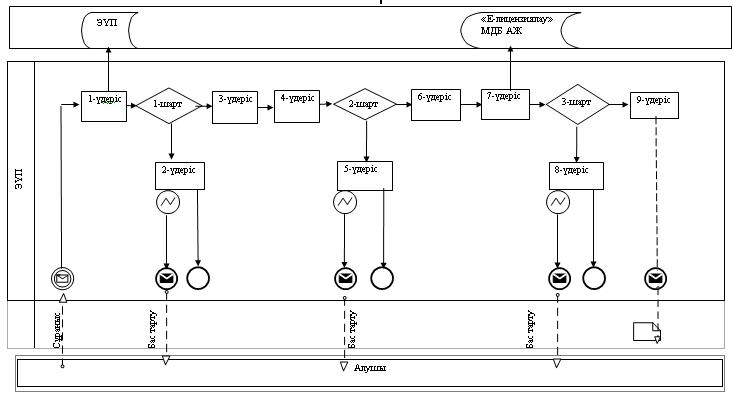 ЭҮП
«Е-лицензиялау»
МДБ АЖ
ЭҮП
1-үдеріс
1-шарт
3-үдеріс
4-үдеріс
2-шарт
6-үдеріс
7-үдеріс
3-шарт
9-үдеріс
2-үдеріс
5-үдеріс
8-үдеріс
Сұраныс
Бас тарту
Бас тарту
Бас тарту
Алушы